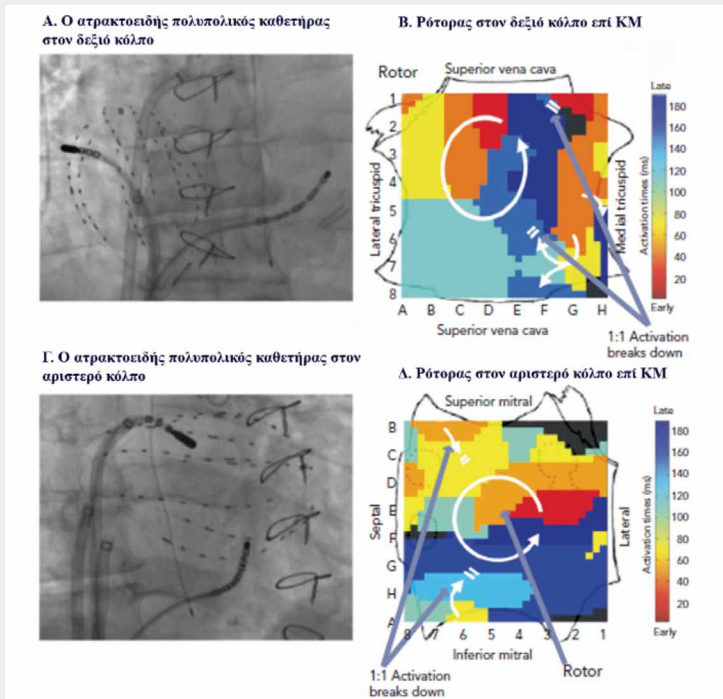 Α. Ο ατρακτοειδής πολυπολικός καθετήρας
στον δεξιό κόλπο
Β. Ρότορας στον δεξιό κόλπο επί ΚΜ
Rotor
Superior vena cava
1
2
3
4
5
6
7
8
Lateral tricuspid
Medial tricuspid
A B C D E F G H
Superior vena cava
Late
180
160
140
120
100
80
60
40
20
Early
Activation times (ms)
1:1 Activation
breaks down
Γ. Ο ατρακτοειδής πολυπολικός καθετήρας στον
αριστερό κόλπο
Δ. Ρότορας στον αριστερό κόλπο επί ΚΜ
Superior mitral
B
C
D
E
F
G
H
A
Septal
Lateral
8 7 6 5 4 3 2 1
Inferior mitral
Late
180
160
140
120
100
80
60
40
20
Early
Activation times (ms)
1:1 Activation
breaks down
Rotor